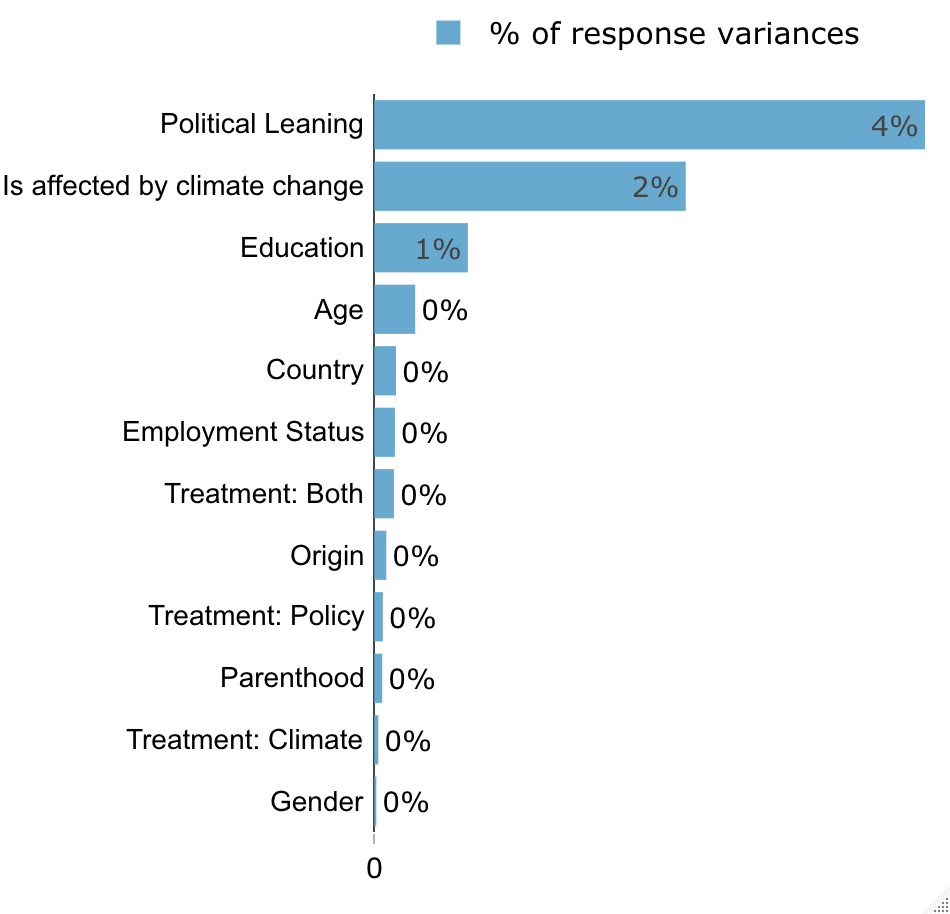 % of response variances
Political Leaning 4%
Is affected by climate change 2%
Education 1%
Age 0%
Country 0%
Employment Status 0%
Treatment: Both 0%
Origin 0%
Treatment: Policy 0%
Parenthood 0%
Treatment: Climate 0%
Gender 0%
0